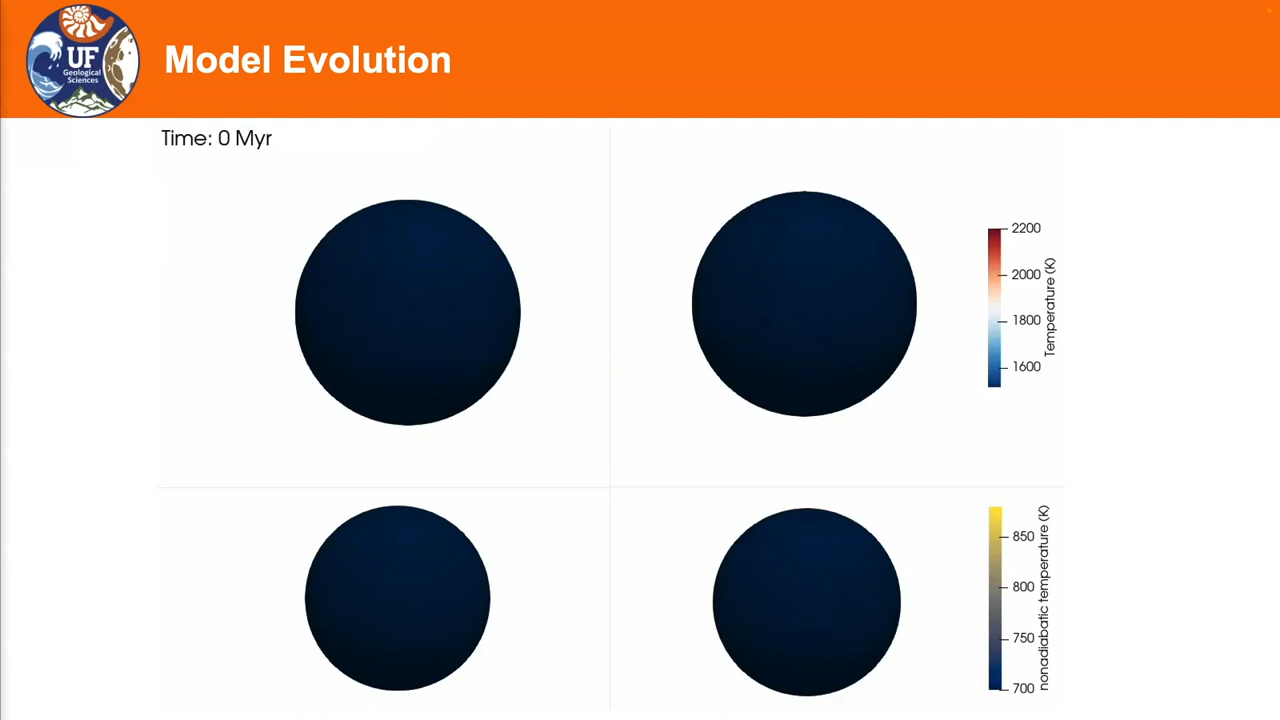 UF
Geological
Sciences
Model Evolution
Time: 0 Myr
2200
2000
1800
1600
Temperature (K)
850
800
750
700
nonadiabatic temperature (K)